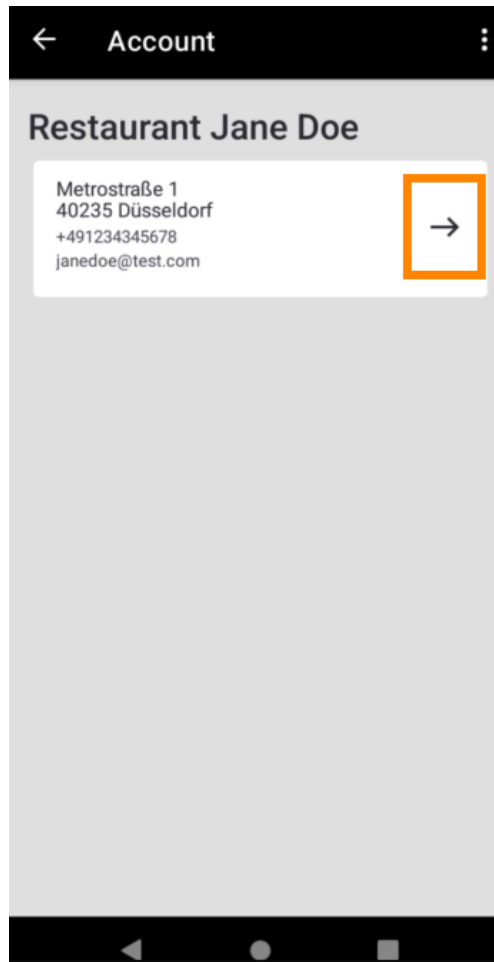 Account
Restaurant Jane Doe
Metrostraße 1
40235 Düsseldorf
+491234345678
janedoe@test.com